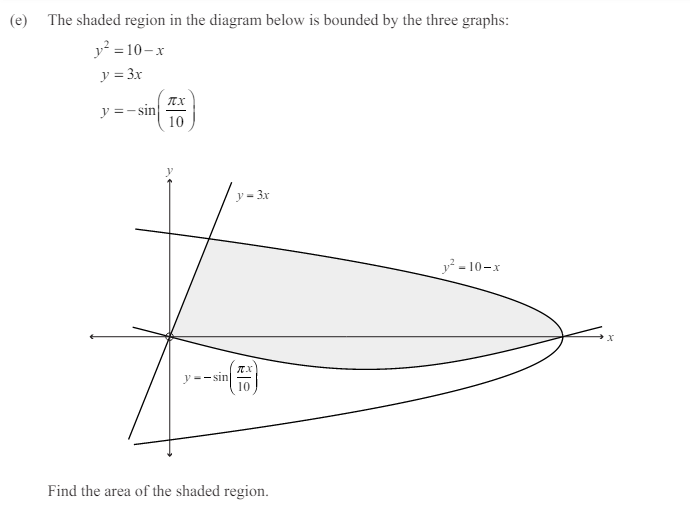 (e) The shaded region in the diagram below is bounded by the three graphs:
y² = 10 – x
y = 3x
y = – sin(πx/10)
y
y = 3x
y² = 10 – x
x
y = – sin(πx/10)
Find the area of the shaded region.